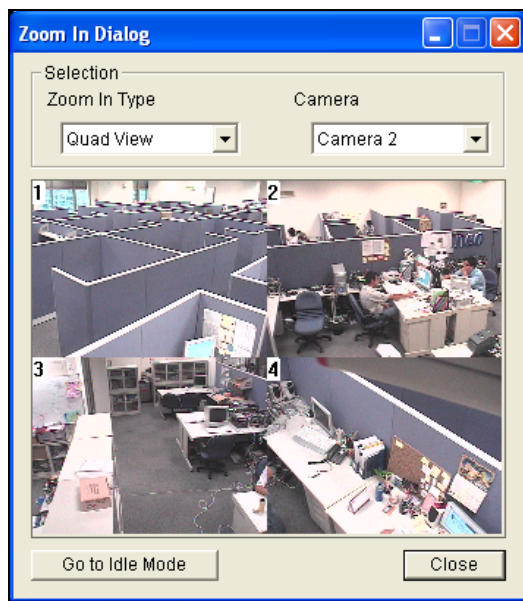 Zoom In Dialog
Selection
Zoom In Type
Camera
Quad View
Camera 2
1
2
3
4
Go to Idle Mode
Close